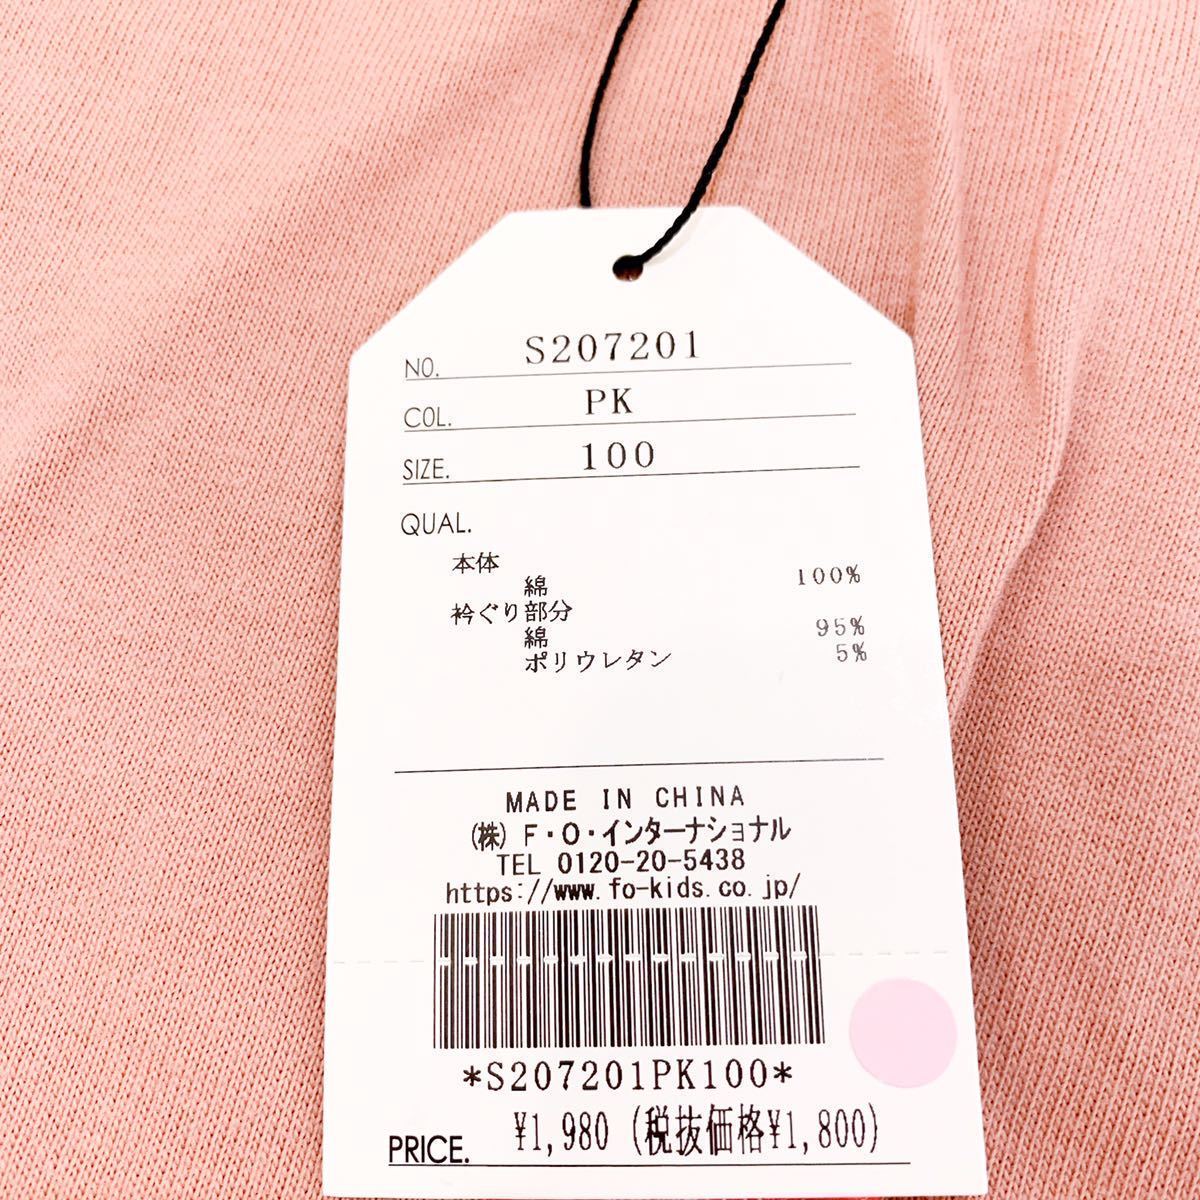 NO. S207201
COL. PK
SIZE. 100
QUAL.
本体
綿 100%
衿ぐり部分
綿 95%
ポリウレタン 5%
MADE IN CHINA
(株) F・O・インターナショナル
TEL 0120-20-5438
https://www.fo-kids.co.jp/
*S207201PK100*
PRICE. ¥1,980 (税抜価格¥1,800)